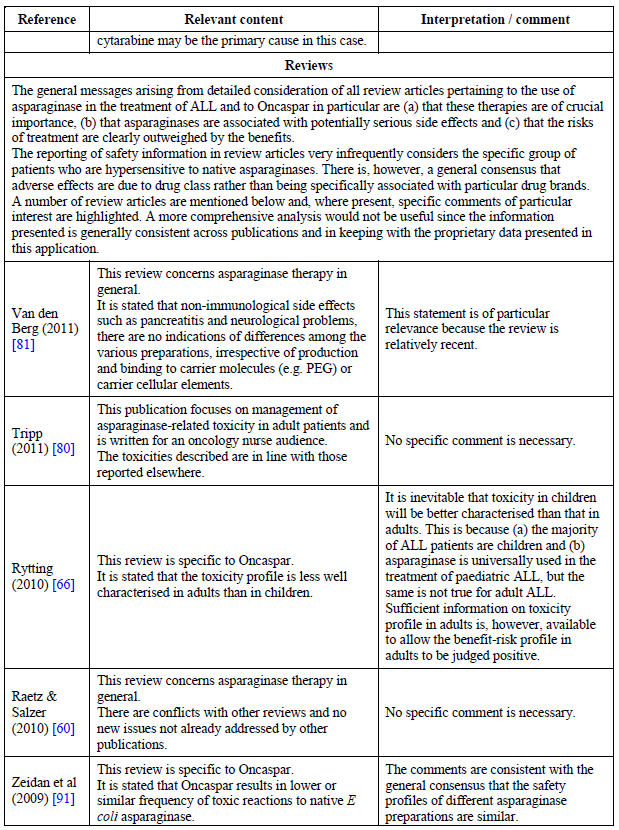 Reference
Relevant content
Interpretation / comment
cytarabine may be the primary cause in this case.
Reviews
The general messages arising from detailed consideration of all review articles pertaining to the use of
asparaginase in the treatment of ALL and to Oncaspar in particular are (a) that these therapies are of crucial
importance, (b) that asparaginases are associated with potentially serious side effects and (c) that the risks
of treatment are clearly outweighed by the benefits.
The reporting of safety information in review articles very infrequently considers the specific group of
patients who are hypersensitive to native asparaginases. There is, however, a general consensus that
adverse effects are due to drug class rather than being specifically associated with particular drug brands.
A number of review articles are mentioned below and, where present, specific comments of particular
interest are highlighted. A more comprehensive analysis would not be useful since the information
presented is generally consistent across publications and in keeping with the proprietary data presented in
this application.
Van den
Berg (2011)
[81]
This review concerns asparaginase therapy in
general.
It is stated that non-immunological side effects
such as pancreatitis and neurological problems,
there are no indications of differences among the
various preparations, irrespective of production
and binding to carrier molecules (e.g. PEG) or
carrier cellular elements.
This statement is of particular
relevance because the review is
relatively recent.
Tripp
(2011) [80]
This publication focuses on management of
asparaginase-related toxicity in adult patients and
is written for an oncology nurse audience.
The toxicities described are in line with those
reported elsewhere.
No specific comment is necessary.
Rytting
(2010) [66]
This review is specific to Oncaspar.
It is stated that the toxicity profile is less well
characterised in adults than in children.
It is inevitable that toxicity in children
will be better characterised than that in
adults. This is because (a) the majority
of ALL patients are children and (b)
asparaginase is universally used in the
treatment of paediatric ALL, but the
same is not true for adult ALL.
Sufficient information on toxicity
profile in adults is, however, available
to allow the benefit-risk profile in
adults to be judged positive.
Raetz &
Salzer
(2010) [60]
This review concerns asparaginase therapy in
general.
There are conflicts with other reviews and no
new issues not already addressed by other
publications.
No specific comment is necessary.
Zeidan et al
(2009) [91]
This review is specific to Oncaspar.
It is stated that Oncaspar results in lower or
similar frequency of toxic reactions to native E
coli asparaginase.
The comments are consistent with the
general consensus that the safety
profiles of different asparaginase
preparations are similar.